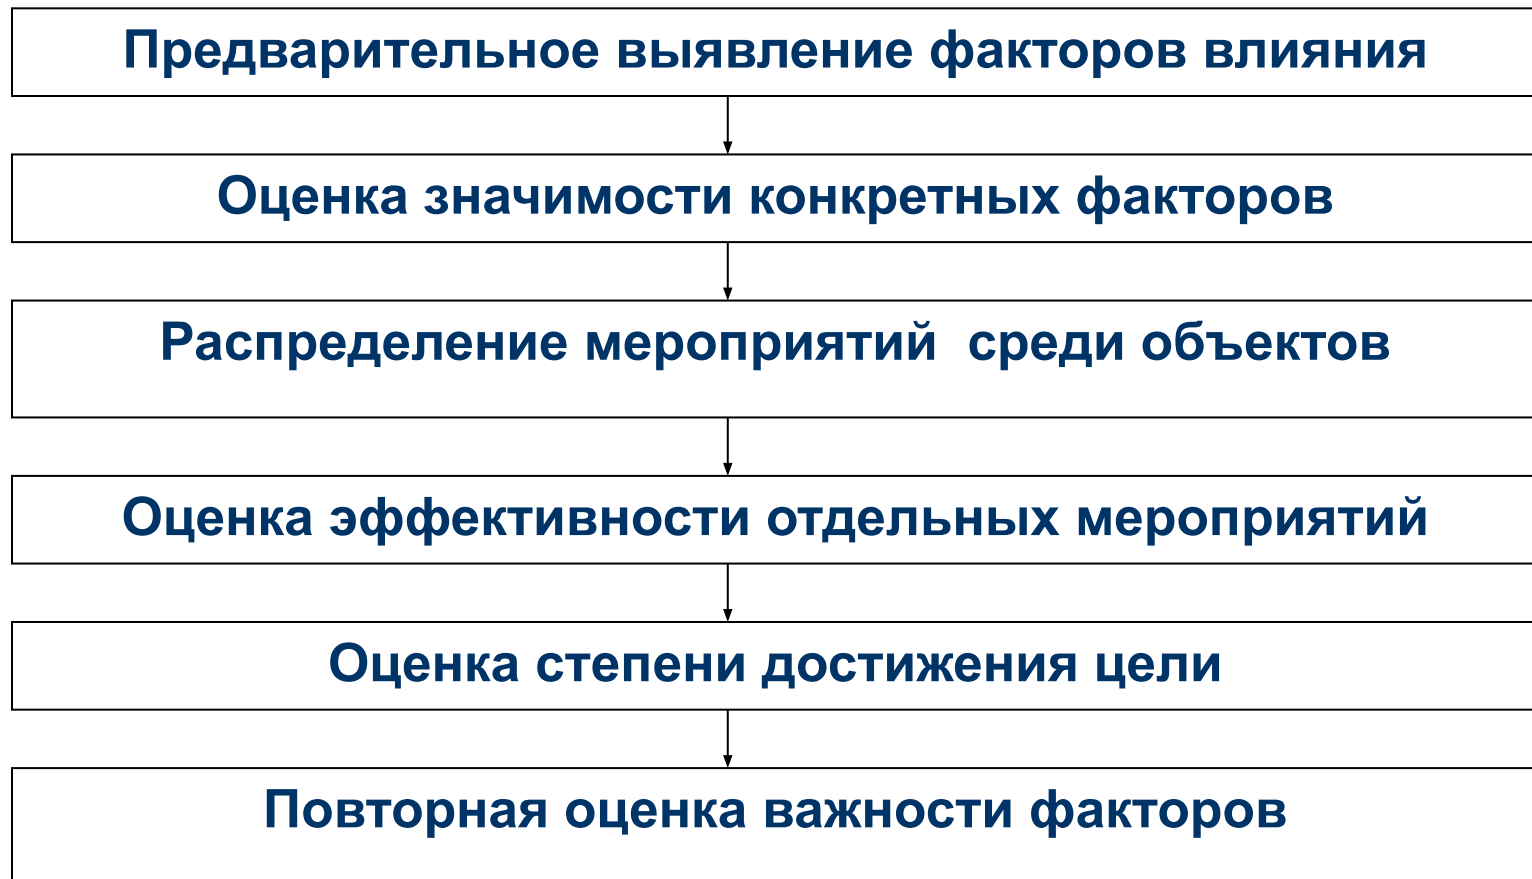 Предварительное выявление факторов влияния
Оценка значимости конкретных факторов
Распределение мероприятий  среди объектов
Оценка эффективности отдельных мероприятий
Оценка степени достижения цели
Повторная оценка важности факторов